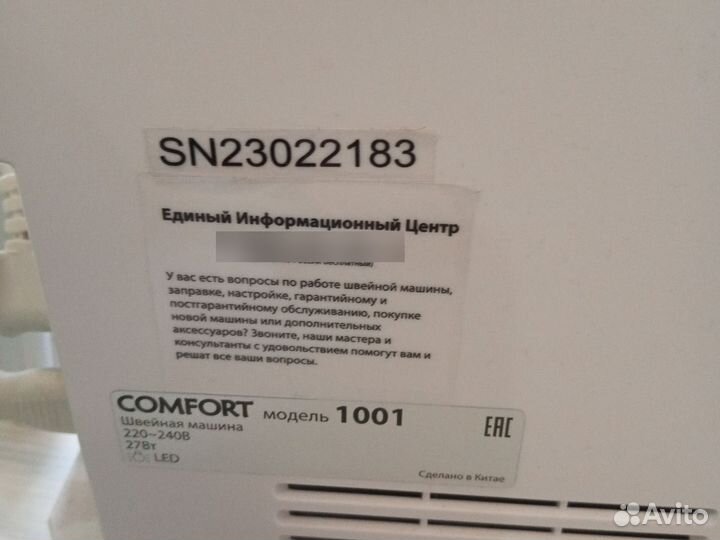 SN23022183
Единый Информационный Центр
бесплатный)
У вас есть вопросы по работе швейной машины,
заправке, настройке, гарантийному и
постгарантийному обслуживанию, покупке
новой машины или дополнительных
аксессуаров? Звоните, наши мастера и
консультанты с удовольствием помогут вам и
решат все ваши вопросы.
COMFORT модель 1001
Швейная машина
220~240В
27Вт
LED
EAC
Сделано в Китае
Avito